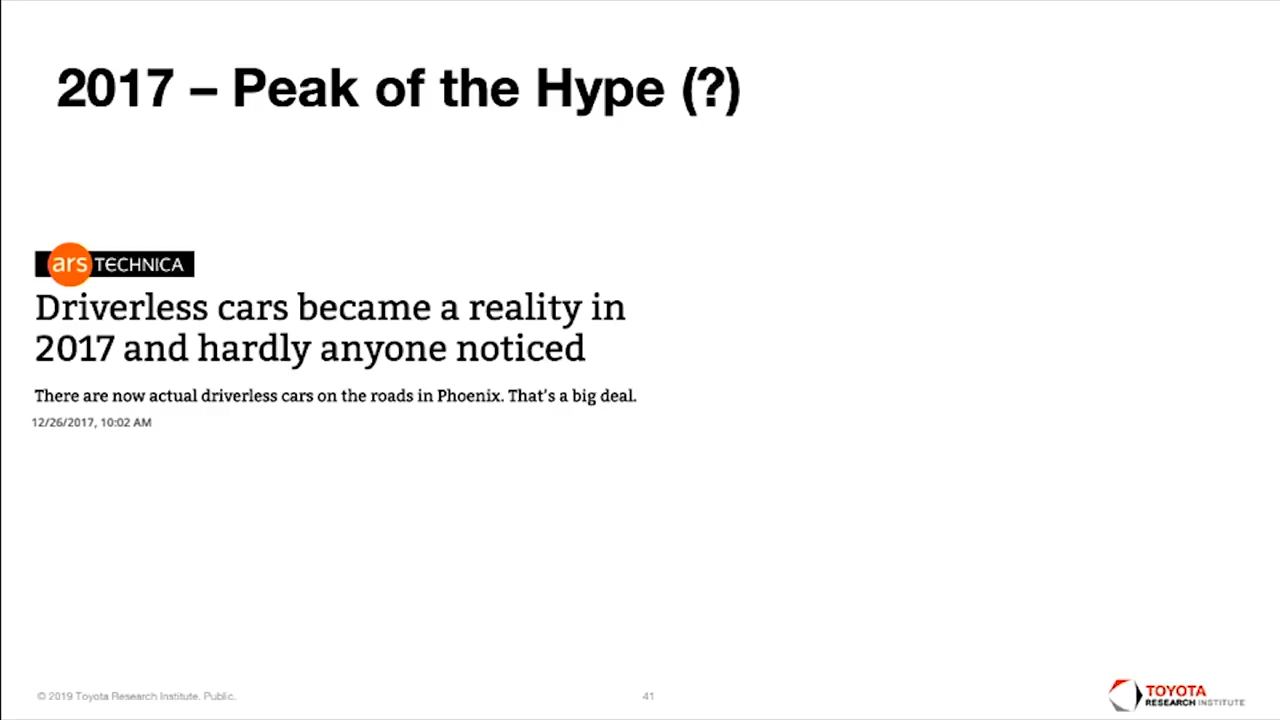 2017 – Peak of the Hype (?)
ars TECHNICA
Driverless cars became a reality in
2017 and hardly anyone noticed
There are now actual driverless cars on the roads in Phoenix. That's a big deal.
12/26/2017, 10:02 AM
© 2019 Toyota Research Institute. Public.
41
TOYOTA
RESEARCH INSTITUTE